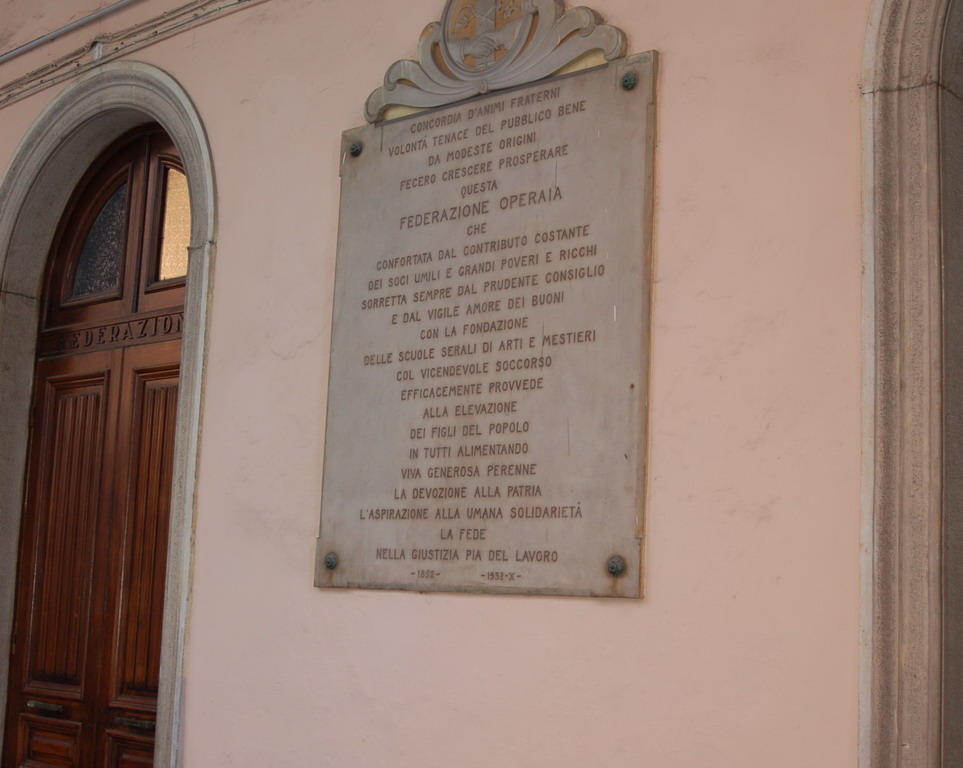 CONCORDIA D'ANIMI FRATERNI
VOLONTÀ TENACE DEL PUBBLICO BENE
DA MODESTE ORIGINI
FECERO CRESCERE PROSPERARE
QUESTA
FEDERAZIONE OPERAIA
CHE
CONFORTATA DAL CONTRIBUTO COSTANTE
DEI SOCI UMILI E GRANDI POVERI E RICCHI
SORRETTA SEMPRE DAL PRUDENTE CONSIGLIO
E DAL VIGILE AMORE DEI BUONI
CON LA FONDAZIONE
DELLE SCUOLE SERALI DI ARTI E MESTIERI
COL VICENDEVOLE SOCCORSO
EFFICACEMENTE PROVVEDE
ALLA ELEVAZIONE
DEI FIGLI DEL POPOLO
IN TUTTI ALIMENTANDO
VIVA GENEROSA PERENNE
LA DEVOZIONE ALLA PATRIA
L'ASPIRAZIONE ALLA UMANA SOLIDARIETÀ
LA FEDE
NELLA GIUSTIZIA PIA DEL LAVORO
-1852- -1932-X-
FEDERAZION